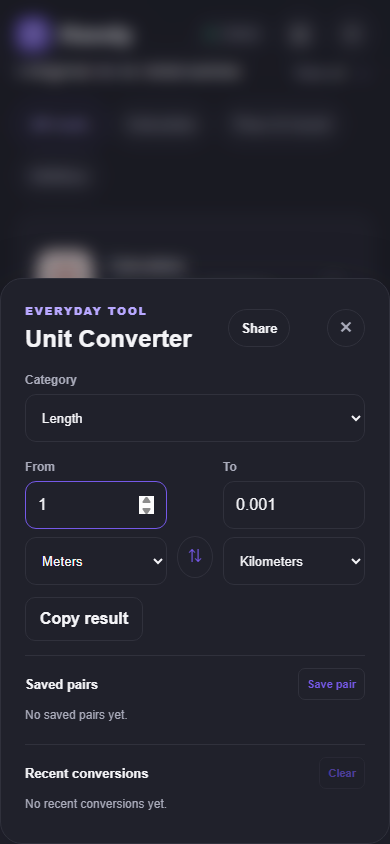 EVERYDAY TOOL
Unit Converter
Share
Category
Length
From
To
1
0.001
Meters
Kilometers
Copy result
Saved pairs
Save pair
No saved pairs yet.
Recent conversions
Clear
No recent conversions yet.